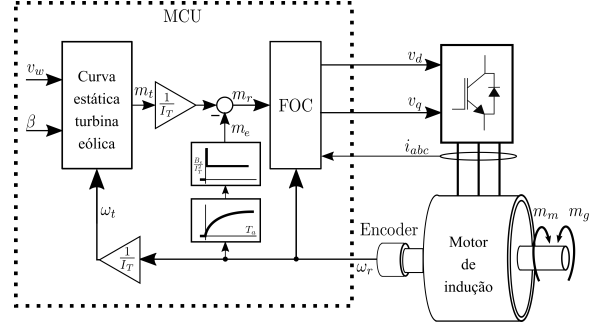 MCU
v_w
β
Curva
estática
turbina
eólica
m_t
1/I_T
m_r
−
m_e
FOC
v_d
v_q
i_abc
T_a
ω_t
1/I_T
ω_r
Encoder
Motor
de
indução
m_m
m_g